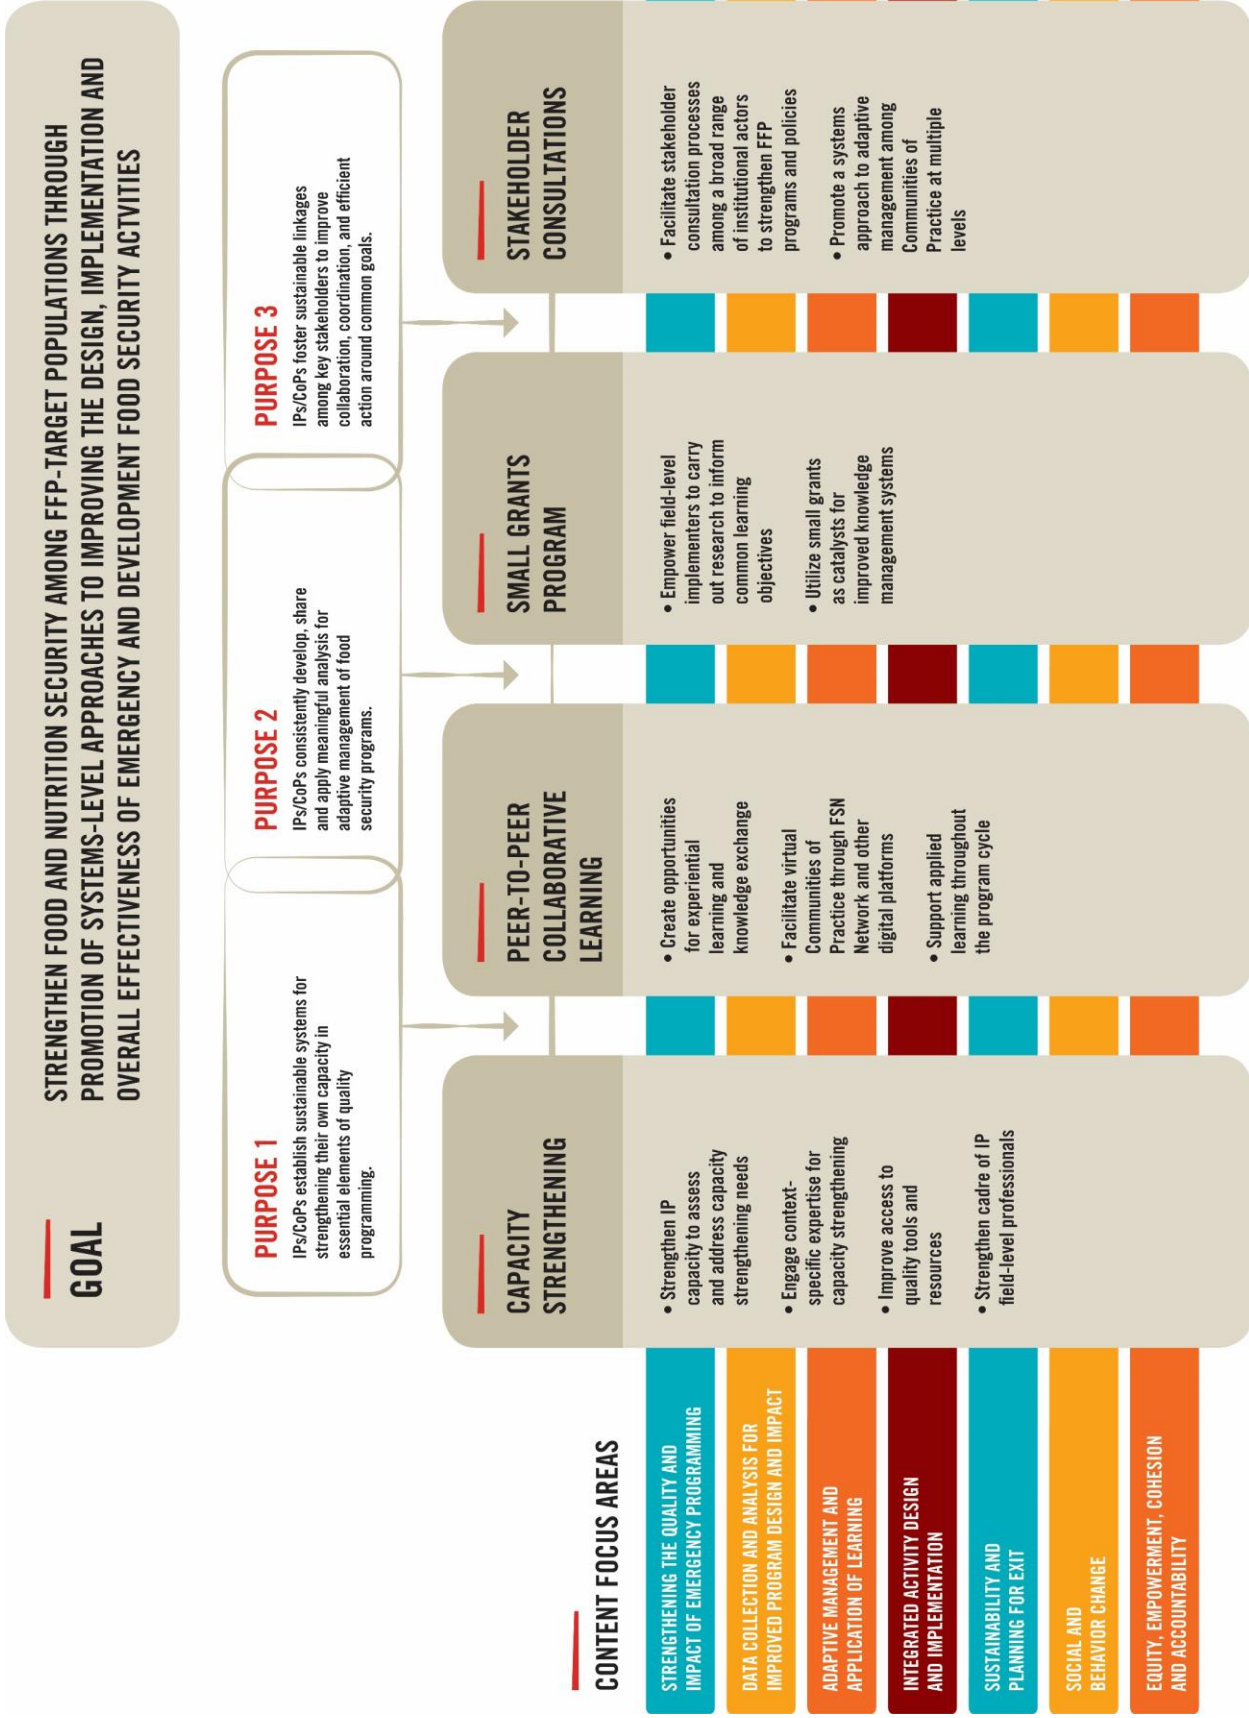 GOAL
STRENGTHEN FOOD AND NUTRITION SECURITY AMONG FFP-TARGET POPULATIONS THROUGH
PROMOTION OF SYSTEMS-LEVEL APPROACHES TO IMPROVING THE DESIGN, IMPLEMENTATION AND
OVERALL EFFECTIVENESS OF EMERGENCY AND DEVELOPMENT FOOD SECURITY ACTVITIES
PURPOSE 1
IPs/CoPs establish sustainable systems for
strengthening their own capacity in
essential elements of quality
programming.
PURPOSE 2
IPs/CoPs consistently develop, share
and apply meaningful analysis for
adaptive management of food
security programs.
PURPOSE 3
IPs/CoPs foster sustainable linkages
among key stakeholders to improve
collaboration, coordination, and efficient
action around common goals.
CONTENT FOCUS AREAS
STRENGTHENING THE QUALITY AND
IMPACT OF EMERGENCY PROGRAMMING
DATA COLLECTION AND ANALYSIS FOR
IMPROVED PROGRAM DESIGN AND IMPACT
ADAPTIVE MANAGEMENT AND
APPLICATION OF LEARNING
INTEGRATED ACTIVITY DESIGN
AND IMPLEMENTATION
SUSTAINABILITY AND
PLANNING FOR EXIT
SOCIAL AND
BEHAVIOR CHANGE
EQUITY, EMPOWERMENT, COHESION
AND ACCOUNTABILITY
CAPACITY
STRENGTHENING
• Strengthen IP
capacity to assess
and address capacity
strengthening needs
• Engage context-
specific expertise for
capacity strengthening
• Improve access to
quality tools and
resources
• Strengthen cadre of IP
field-level professionals
PEER-TO-PEER
COLLABORATIVE
LEARNING
• Create opportunities
for experiential
learning and
knowledge exchange
• Facilitate virtual
Communities of
Practice through FSN
Network and other
digital platforms
• Support applied
learning throughout
the program cycle
SMALL GRANTS
PROGRAM
• Empower field-level
implementers to carry
out research to inform
common learning
objectives
• Utilize small grants
as catalysts for
improved knowledge
management systems
STAKEHOLDER
CONSULTATIONS
• Facilitate stakeholder
consultation processes
among a broad range
of institutional actors
to strengthen FFP
programs and policies
• Promote a systems
approach to adaptive
management among
Communities of
Practice at multiple
levels